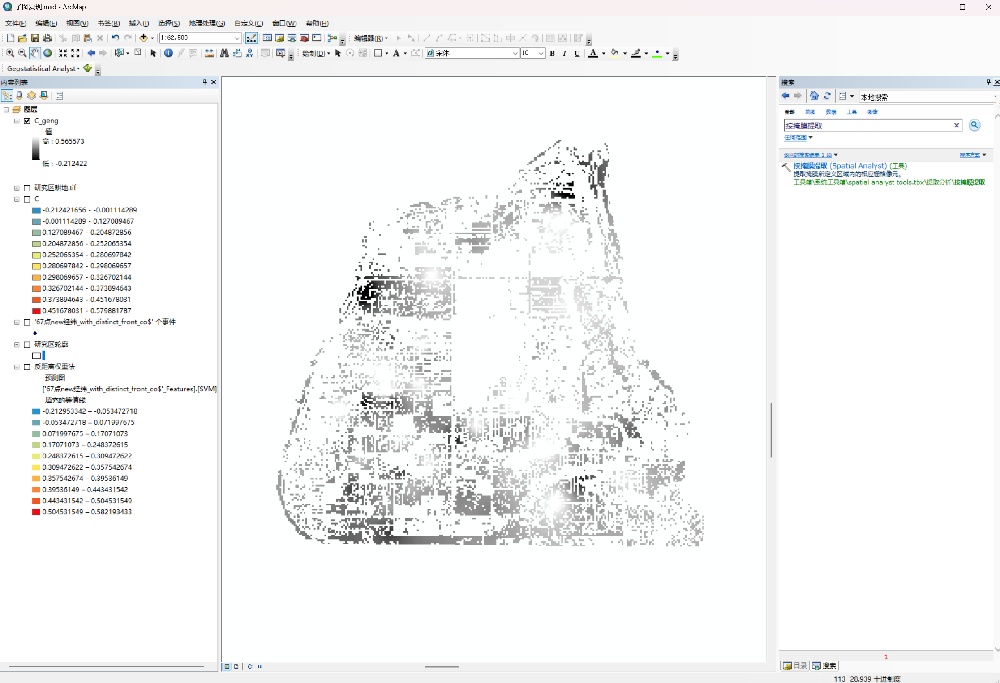 子图复现.mxd - ArcMap
文件(F) 编辑(E) 视图(V) 书签(B) 插入(I) 选择(S) 地理处理(G) 自定义(C) 窗口(W) 帮助(H)
1:62,500 编辑器(R)
绘制(D) A 宋体 10 B I U A
Geostatistical Analyst
内容列表
图层
C_geng
值
高 : 0.565573
低 : -0.212422
研究区耕地.tif
C
-0.212421656 - -0.001114289
-0.001114289 - 0.127089467
0.127089467 - 0.204872856
0.204872856 - 0.252065354
0.252065354 - 0.280697842
0.280697842 - 0.298069657
0.298069657 - 0.326702144
0.326702144 - 0.373894643
0.373894643 - 0.451678031
0.451678031 - 0.579881787
'67点new经纬_with_distinct_front_co$' 个事件
研究区轮廓
反距离权重法
预测图
['67点new经纬_with_distinct_front_co$'_Features].[SVM]
填充的等值线
-0.212953342 – -0.053472718
-0.053472718 – 0.071997675
0.071997675 – 0.17071073
0.17071073 – 0.248372615
0.248372615 – 0.309472622
0.309472622 – 0.357542674
0.357542674 – 0.39536149
0.39536149 – 0.443431542
0.443431542 – 0.504531549
0.504531549 – 0.582193433
搜索
本地搜索
全部 地图 数据 工具 图像
按掩膜提取
任何范围
返回的搜索结果 1 项 排序方式
按掩膜提取 (Spatial Analyst) (工具)
提取掩膜所定义区域内的相应栅格像元。
工具箱\系统工具箱\spatial analyst tools.tbx\提取分析\按掩膜提取
1
目录 搜索
113 28.939 十进制度